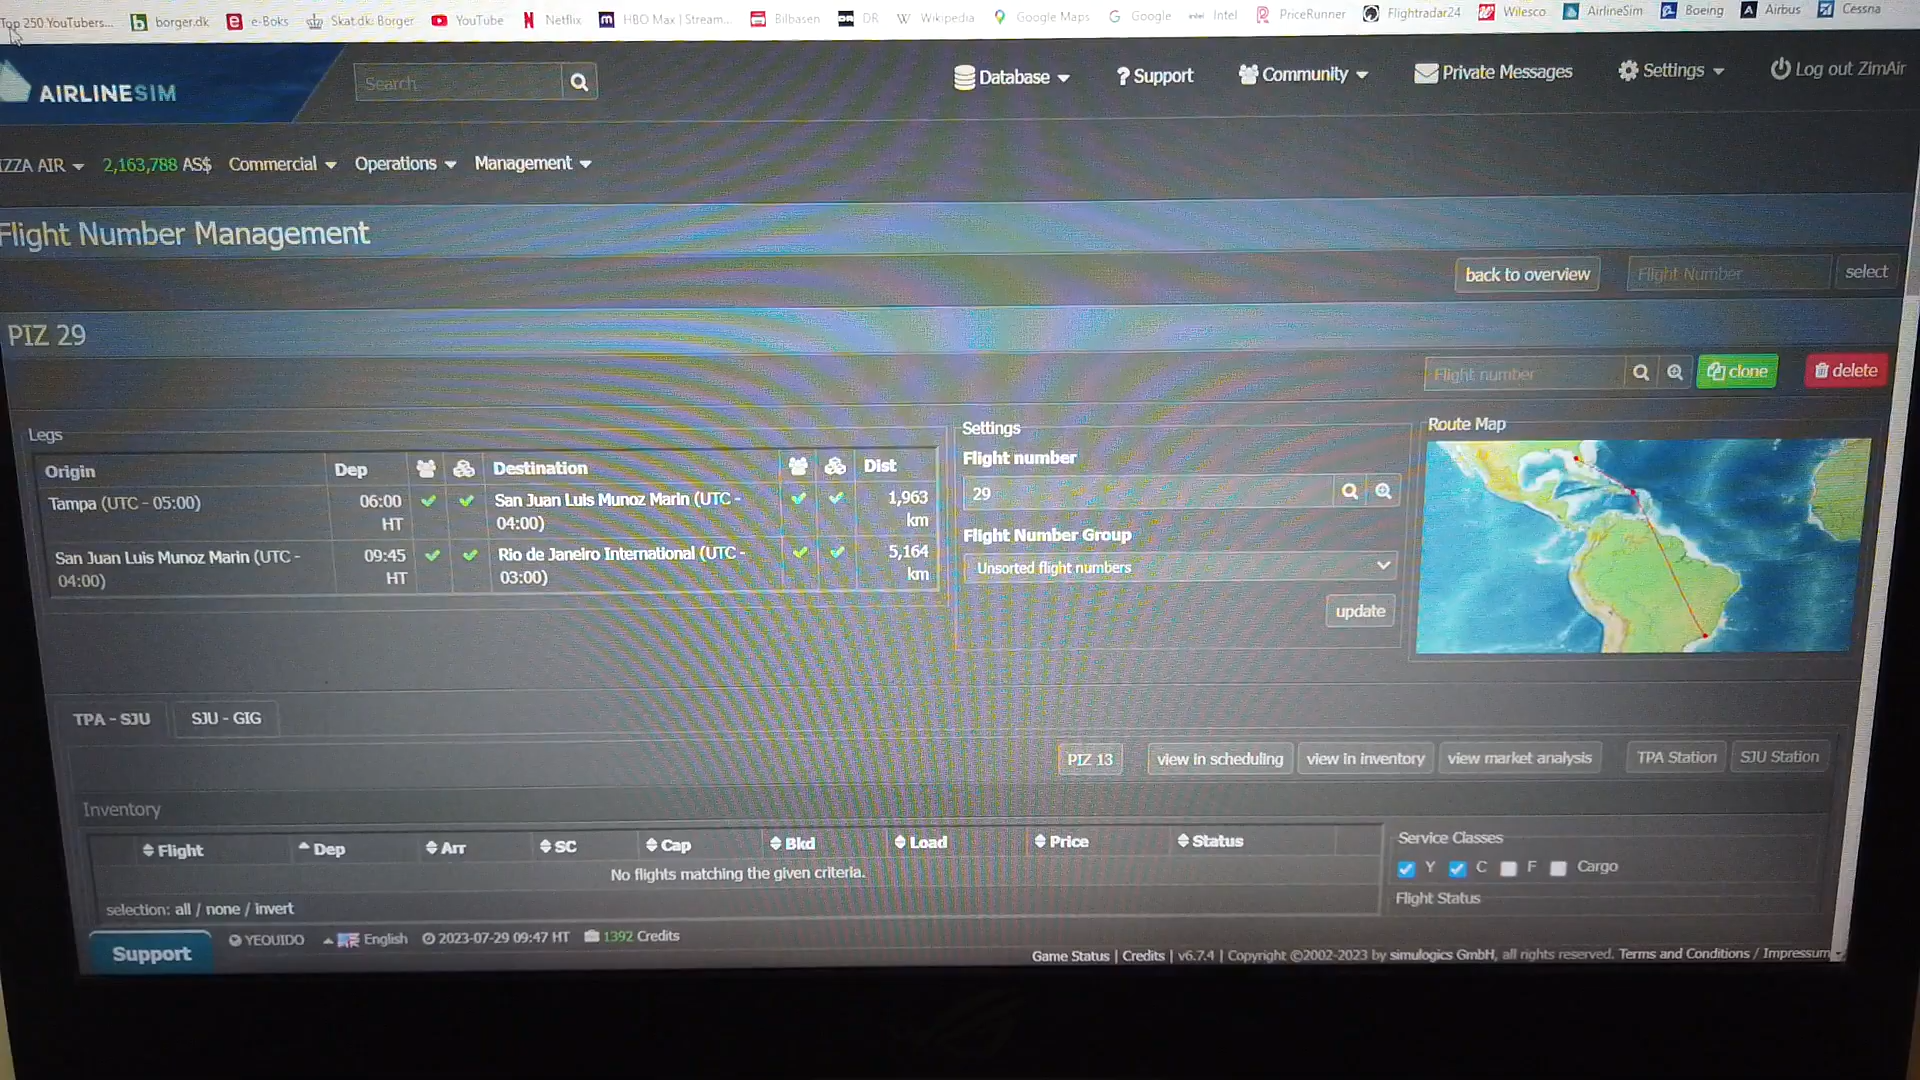 Top 250 YouTubers... borger.dk e-Boks Skat.dk: Borger YouTube Netflix HBO Max | Stream... Bilbasen DR Wikipedia Google Maps Google Intel PriceRunner Flightradar24 Wilesco AirlineSim Boeing Airbus Cessna
AIRLINESIM Search Database ? Support Community Private Messages Settings Log out ZimAir
IZZA AIR 2,163,788 AS$ Commercial Operations Management
Flight Number Management
back to overview Flight Number select
PIZ 29
Flight number clone delete
Legs
Origin Dep Destination Dist
Tampa (UTC - 05:00) 06:00 HT San Juan Luis Munoz Marin (UTC - 04:00) 1,963 km
San Juan Luis Munoz Marin (UTC - 04:00) 09:45 HT Rio de Janeiro International (UTC - 03:00) 5,164 km
Settings
Flight number
29
Flight Number Group
Unsorted flight numbers
update
Route Map
TPA - SJU SJU - GIG
PIZ 13 view in scheduling view in inventory view market analysis TPA Station SJU Station
Inventory
Flight Dep Arr SC Cap Bkd Load Price Status
No flights matching the given criteria.
selection: all / none / invert
Service Classes
Y C F Cargo
Flight Status
Support YEOUIDO English 2023-07-29 09:47 HT 1392 Credits
Game Status | Credits | v6.7.4 | Copyright ©2002-2023 by simulogics GmbH, all rights reserved. Terms and Conditions / Impressum